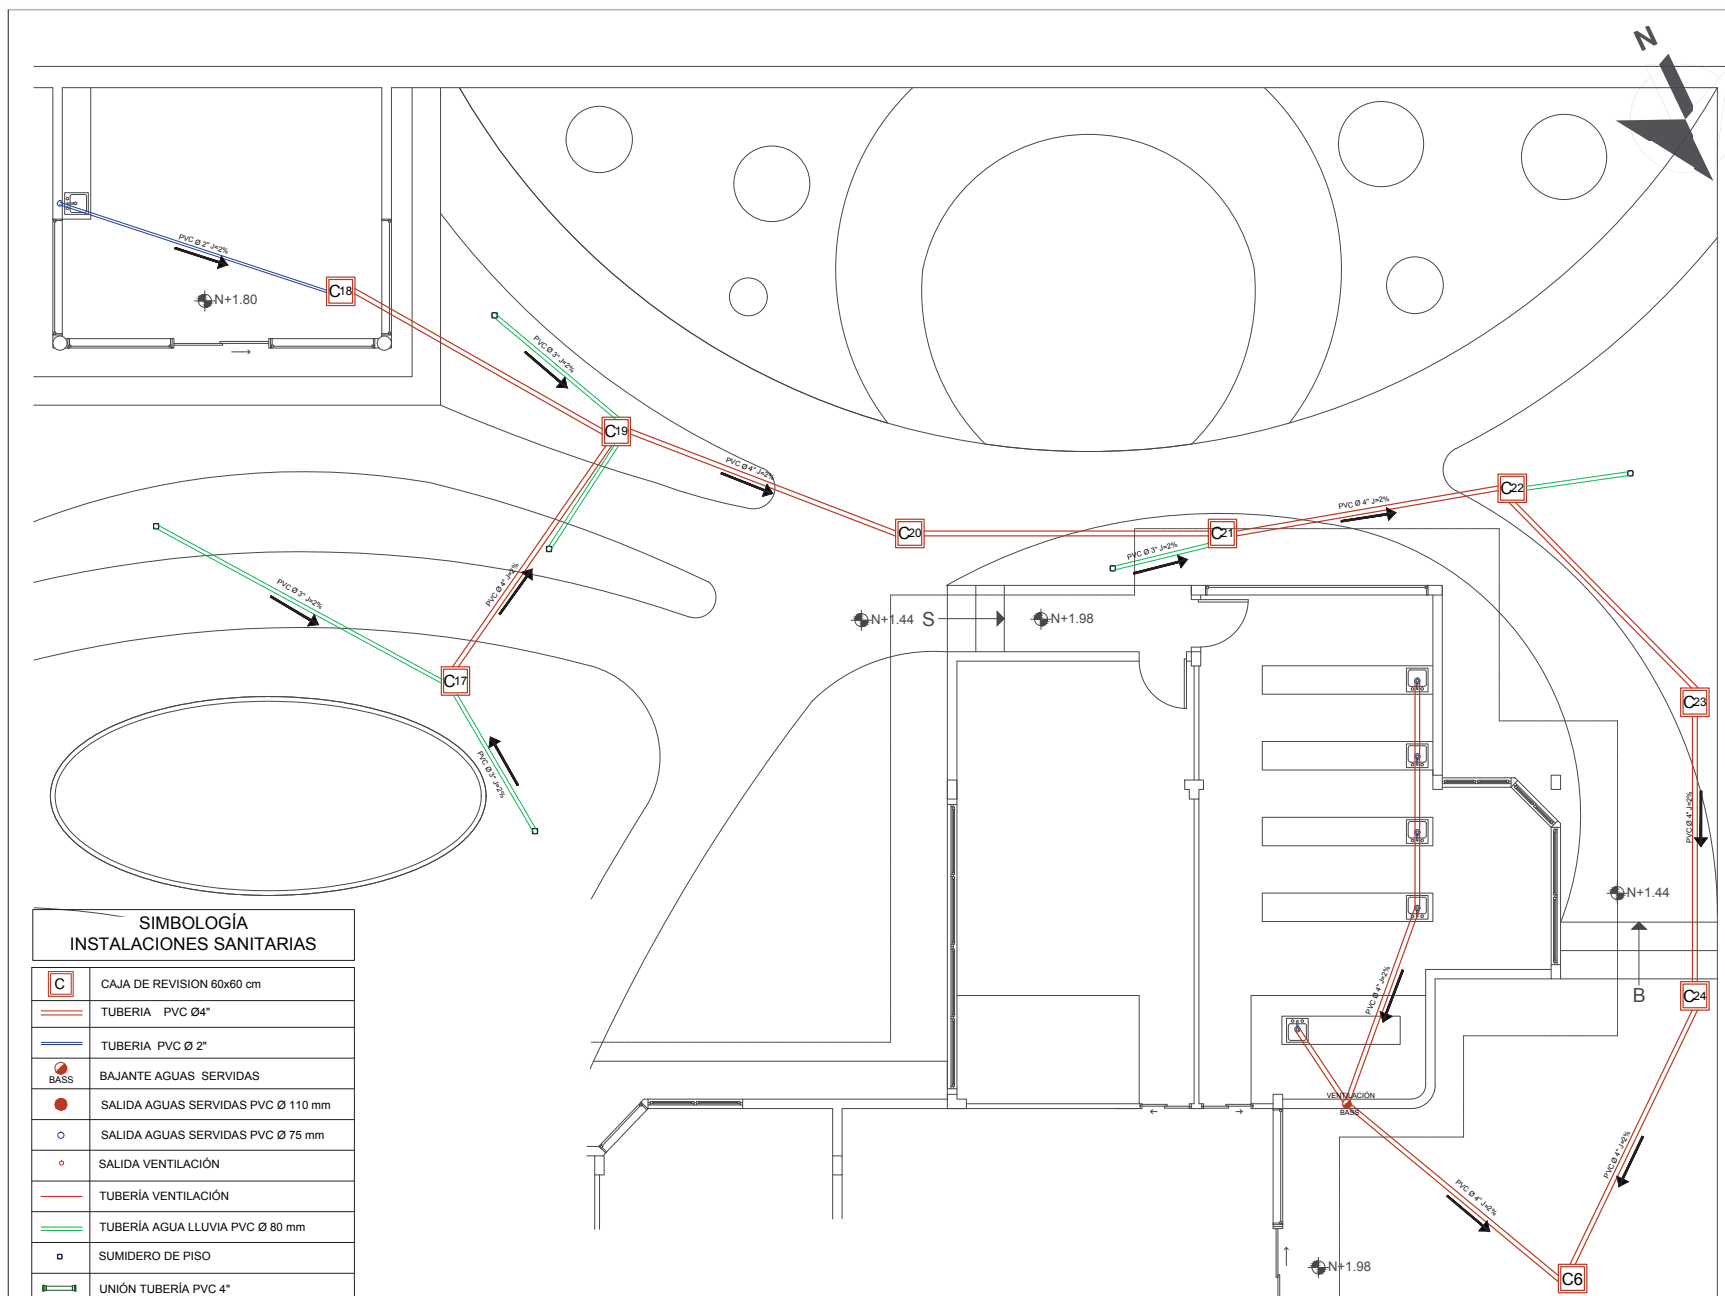 N
PVC Ø 2" J=2%
C18
N+1.80
PVC Ø 3" J=2%
C19
PVC Ø 4" J=2%
C22
PVC Ø 4" J=2%
C20
C21
PVC Ø 3" J=2%
PVC Ø 4" J=2%
PVC Ø 3" J=2%
N+1.44
S
N+1.98
C17
C23
PVC Ø 3" J=2%
PVC Ø 4" J=2%
N+1.44
SIMBOLOGÍA
INSTALACIONES SANITARIAS
C
CAJA DE REVISION 60x60 cm
TUBERIA PVC Ø4"
TUBERIA PVC Ø 2"
BASS
BAJANTE AGUAS SERVIDAS
SALIDA AGUAS SERVIDAS PVC Ø 110 mm
SALIDA AGUAS SERVIDAS PVC Ø 75 mm
SALIDA VENTILACIÓN
TUBERÍA VENTILACIÓN
TUBERÍA AGUA LLUVIA PVC Ø 80 mm
SUMIDERO DE PISO
UNIÓN TUBERÍA PVC 4"
PVC Ø 4" J=2%
B
C24
VENTILACIÓN
BASS
PVC Ø 4" J=2%
PVC Ø 4" J=2%
N+1.98
C6